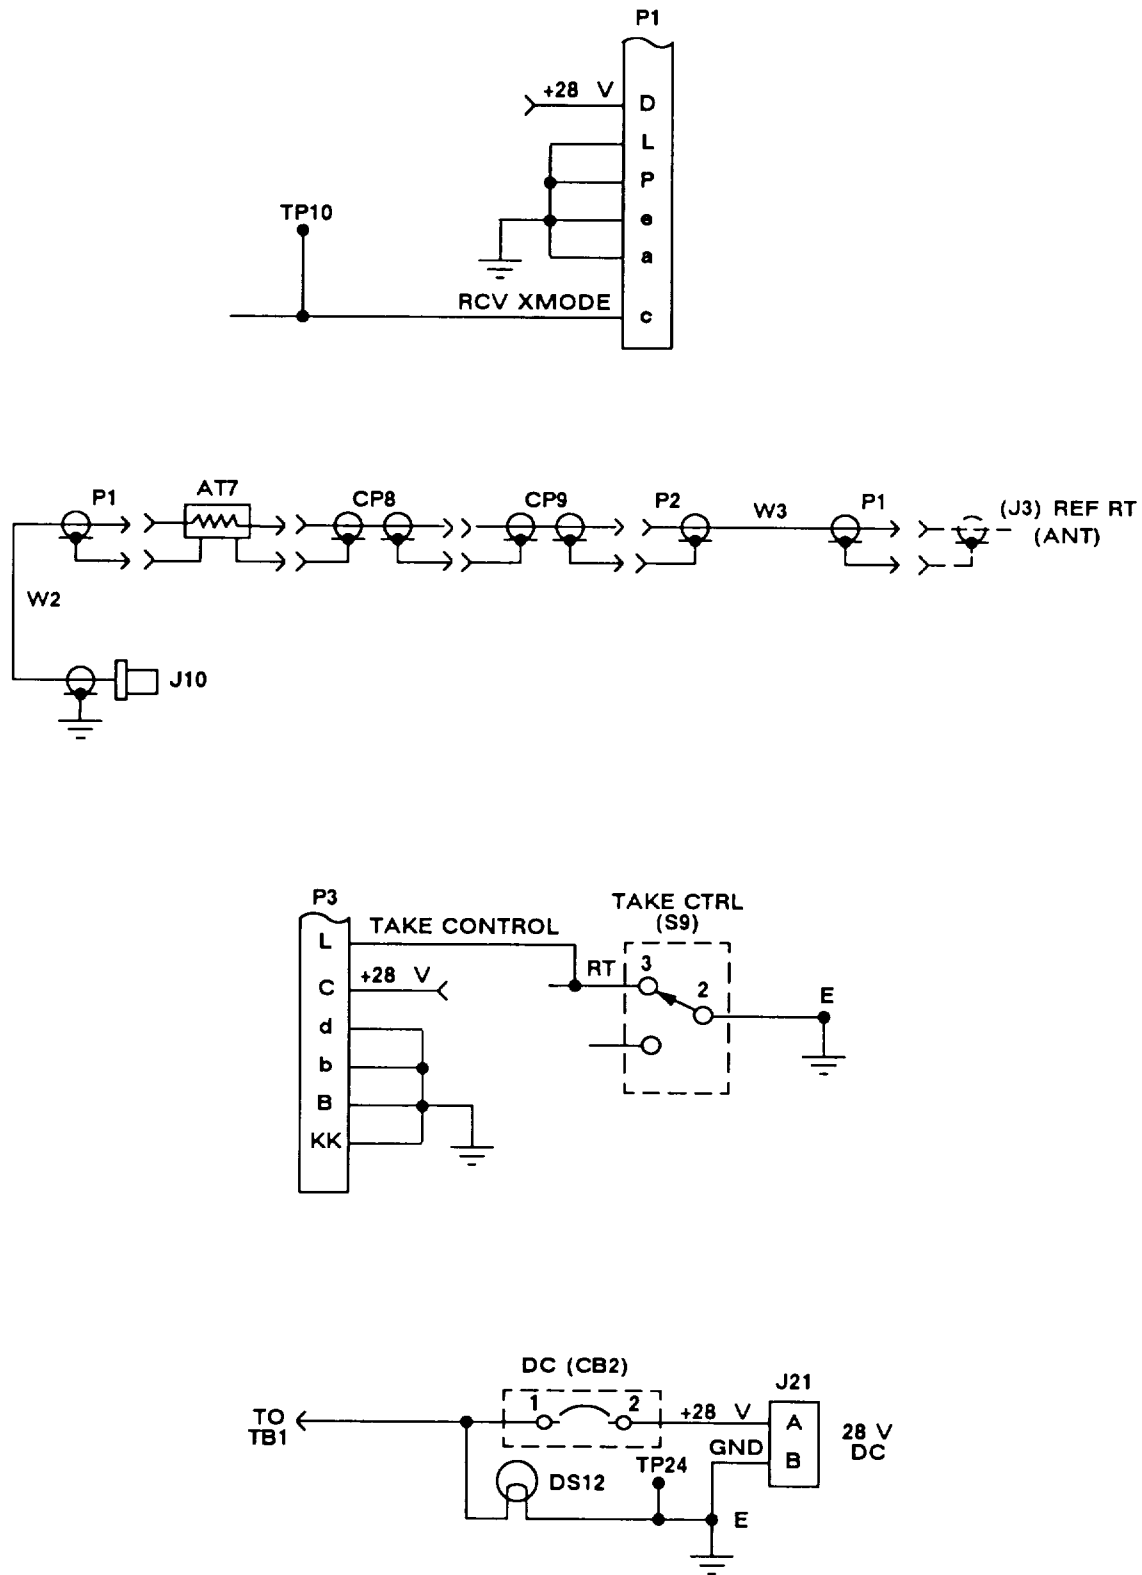 P1
+28 V
D
L
P
e
a
TP10
RCV XMODE
c
P1
AT7
CP8
CP9
P2
W3
P1
(J3) REF RT
(ANT)
W2
J10
P3
TAKE CTRL
(S9)
L
TAKE CONTROL
RT
3
C
+28 V
2
E
d
b
B
KK
DC (CB2)
J21
TO
TB1
1
2
+28 V
A
28 V
DC
GND
B
TP24
DS12
E